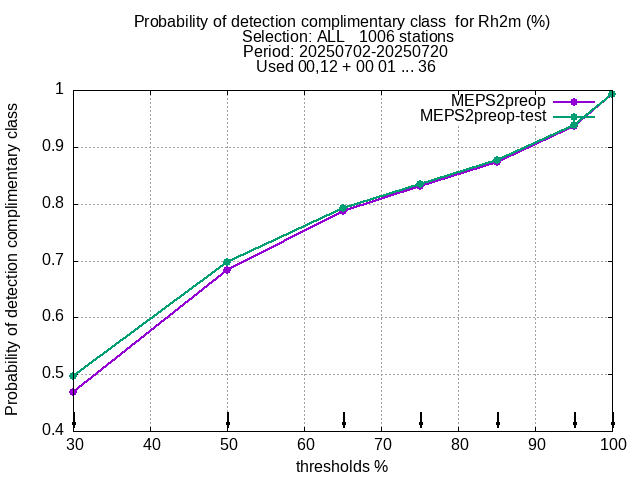 Probability of detection complimentary class  for Rh2m (%)
Selection: ALL   1006 stations
Period: 20250702-20250720
Used 00,12 + 00 01 ... 36
MEPS2preop
MEPS2preop-test
Probability of detection complimentary class
1
0.9
0.8
0.7
0.6
0.5
0.4
30 40 50 60 70 80 90 100
thresholds %